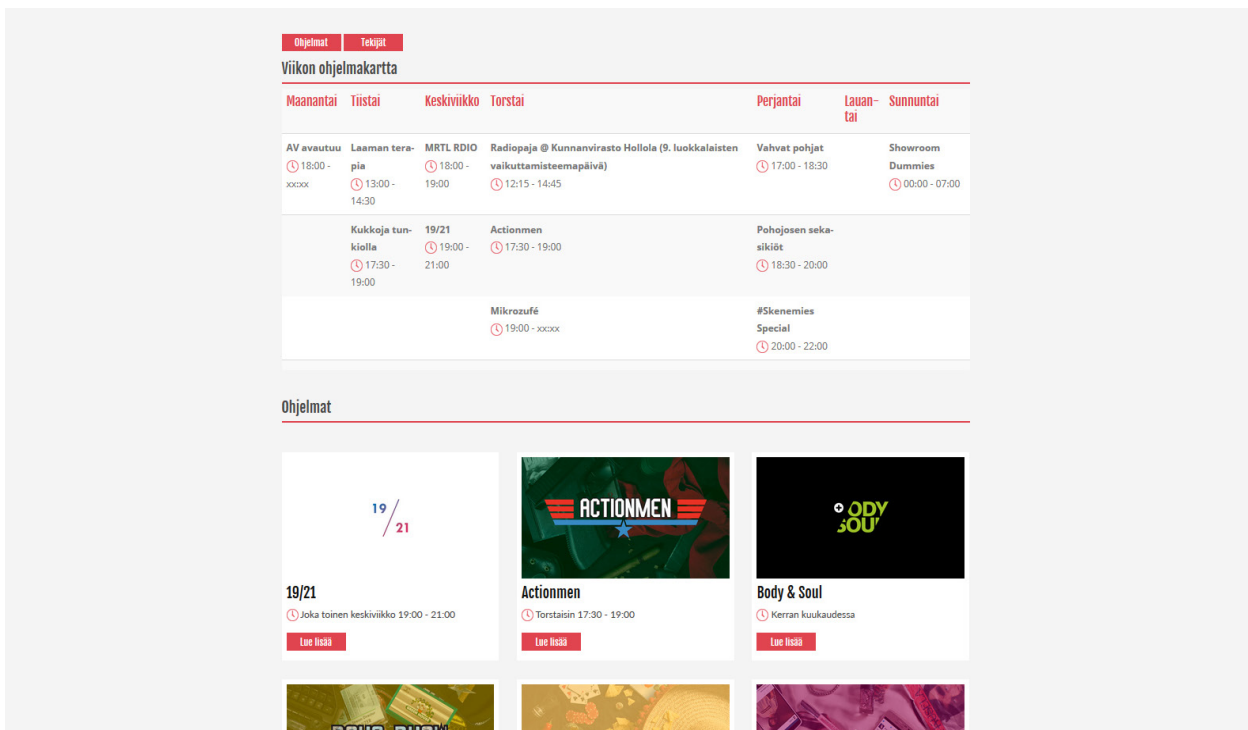 Ohjelmat Tekijät
Viikon ohjelmakartta
Maanantai Tiistai Keskiviikko Torstai Perjantai Lauan- Sunnuntai
tai
AV avautuu Laaman tera- MRTL RDIO Radiopaja @ Kunnanvirasto Hollola (9. luokkalaisten Vahvat pohjat Showroom
18:00 - pia 18:00 - vaikuttamisteemapäivä) 17:00 - 18:30 Dummies
xx:xx 13:00 - 19:00 12:15 - 14:45 00:00 - 07:00
14:30
Kukkoja tun- 19/21 Actionmen Pohojosen seka-
kiolla 19:00 - 17:30 - 19:00 sikiöt
17:30 - 21:00 18:30 - 20:00
19:00
Mikrozufé #Skenemies
19:00 - xx:xx Special
20:00 - 22:00
Ohjelmat
19/21
ACTIONMEN
ODY
SOU
19/21 Actionmen Body & Soul
Joka toinen keskiviikko 19:00 - 21:00 Torstaisin 17:30 - 19:00 Kerran kuukaudessa
Lue lisää Lue lisää Lue lisää